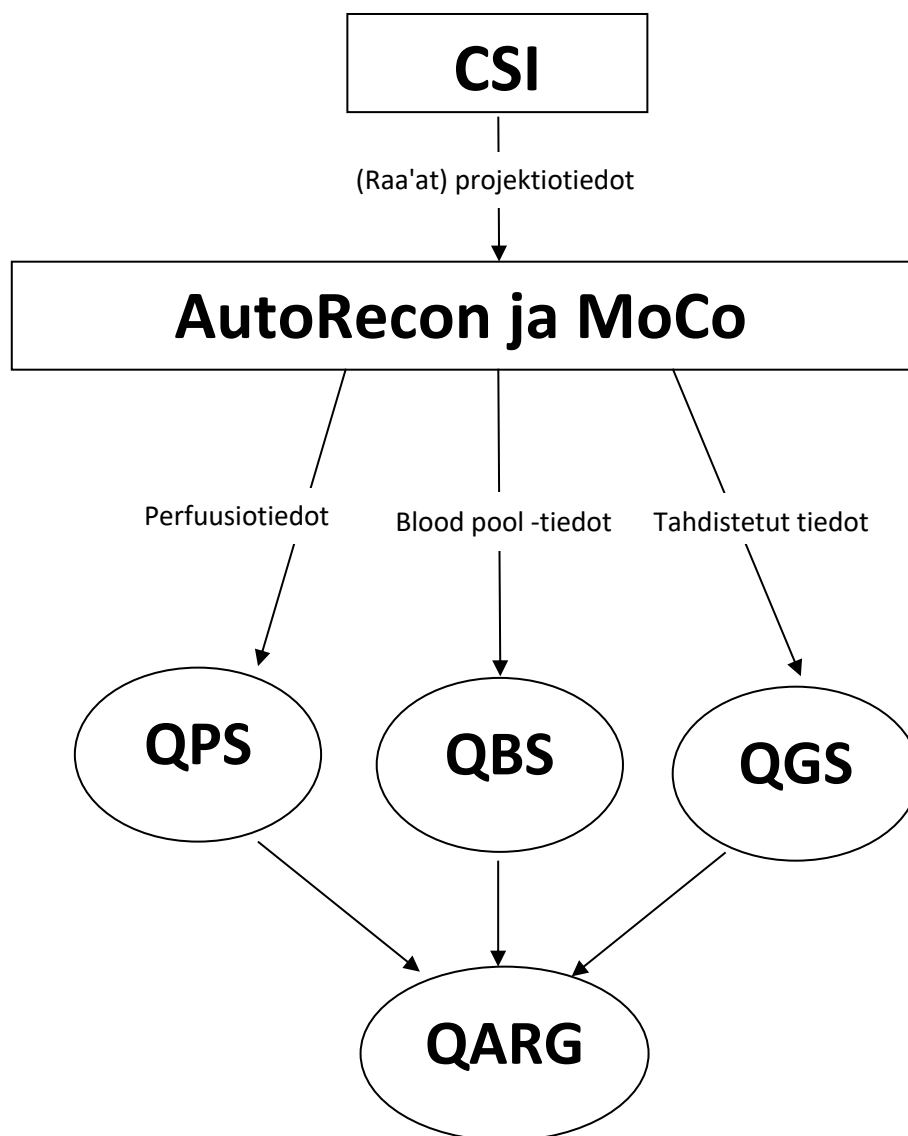 CSI
(Raa'at) projektiotiedot
AutoRecon ja MoCo
Perfuusiotiedot
Blood pool -tiedot
Tahdistetut tiedot
QPS
QBS
QGS
QARG